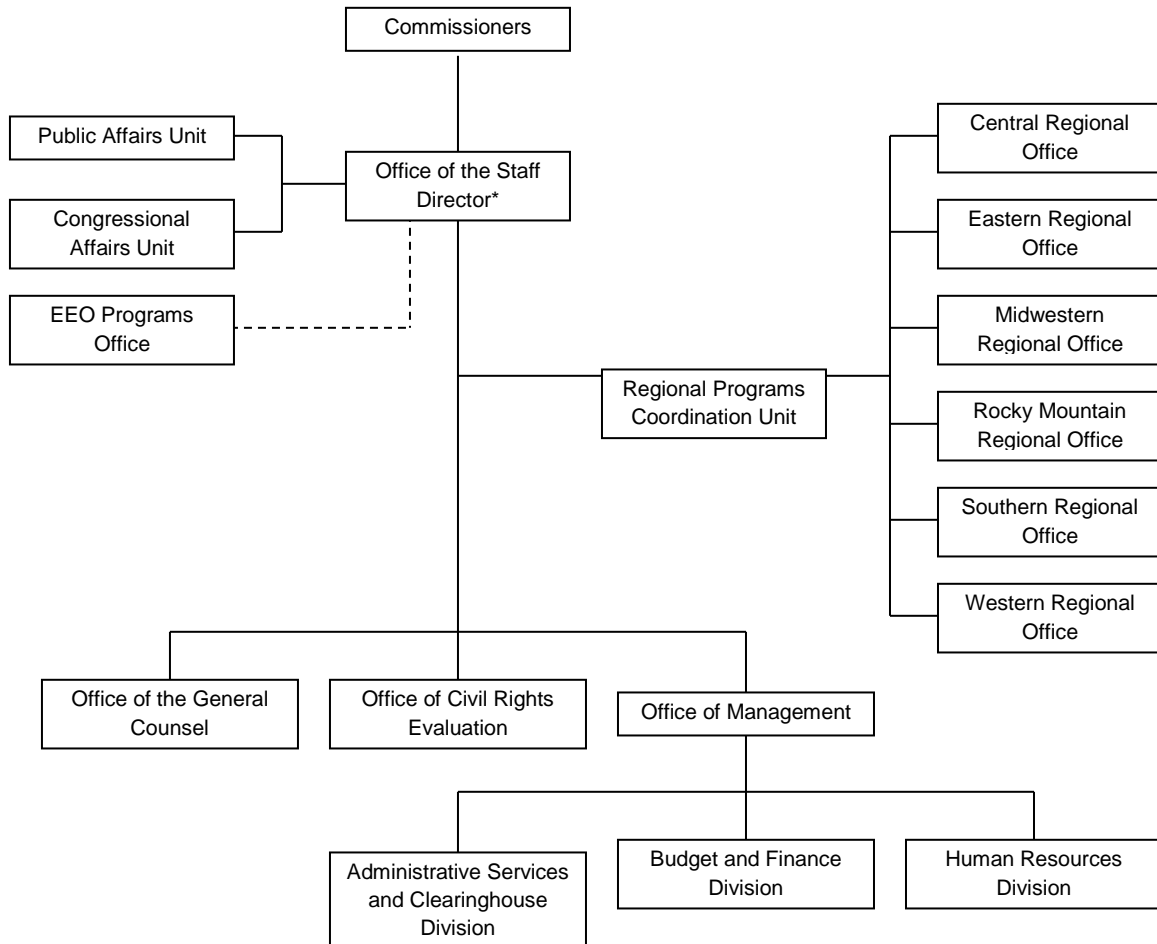 Commissioners
Public Affairs Unit
Office of the Staff
Director*
Congressional
Affairs Unit
EEO Programs
Office
Regional Programs
Coordination Unit
Central Regional
Office
Eastern Regional
Office
Midwestern
Regional Office
Rocky Mountain
Regional Office
Southern Regional
Office
Western Regional
Office
Office of the General
Counsel
Office of Civil Rights
Evaluation
Office of Management
Administrative Services
and Clearinghouse
Division
Budget and Finance
Division
Human Resources
Division